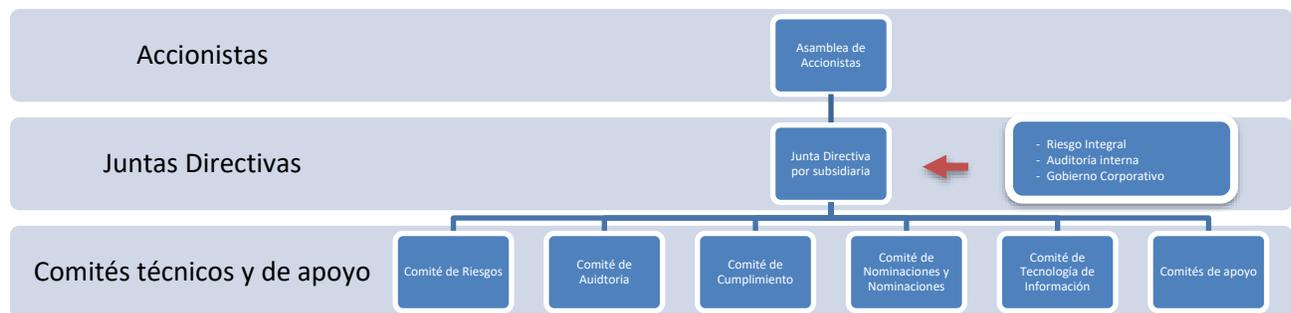 Accionistas
Asamblea de
Accionistas
Juntas Directivas
Junta Directiva
por subsidiaria
- Riesgo Integral
- Auditoría interna
- Gobierno Corporativo
Comités técnicos y de apoyo
Comité de Riesgos
Comité de
Auidtoria
Comité de
Cumplimiento
Comité de
Nominaciones y
Nominaciones
Comité de
Tecnología de
Información
Comités de apoyo